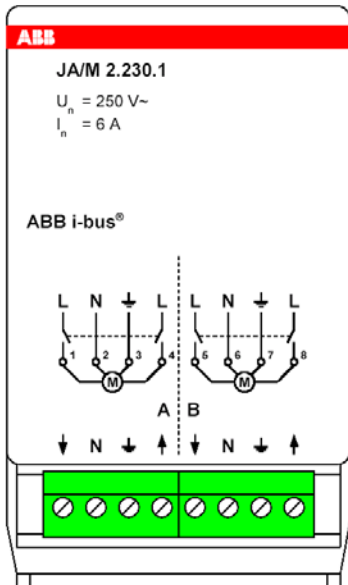 ABB
JA/M 2.230.1
Un = 250 V~
In = 6 A
ABB i-bus®
L N L L N L
1 2 3 4 5 6 7 8
M M
A B
N N